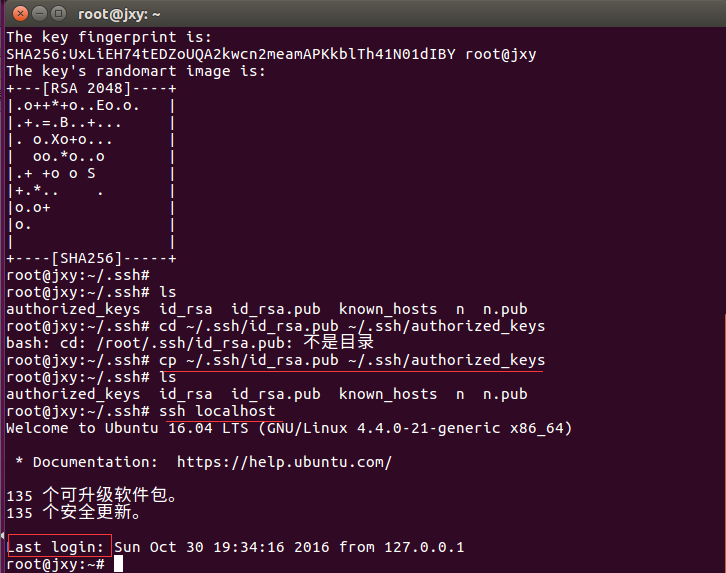 root@jxy: ~
The key fingerprint is:
SHA256:UxLiEH74tEDZoUQA2kwcn2meamAPKkblTh41N01dIBY root@jxy
The key's randomart image is:
+---[RSA 2048]----+
|.o++*+o..Eo.o.   |
|.+.=.B..+...     |
|. o.Xo+o...      |
|  oo.*o..o       |
|.+ +o o S        |
|+.*..    .       |
|o.o+             |
|o.               |
|                 |
+----[SHA256]-----+
root@jxy:~/.ssh#
root@jxy:~/.ssh# ls
authorized_keys  id_rsa  id_rsa.pub  known_hosts  n  n.pub
root@jxy:~/.ssh# cd ~/.ssh/id_rsa.pub ~/.ssh/authorized_keys
bash: cd: /root/.ssh/id_rsa.pub: 不是目录
root@jxy:~/.ssh# cp ~/.ssh/id_rsa.pub ~/.ssh/authorized_keys
root@jxy:~/.ssh# ls
authorized_keys  id_rsa  id_rsa.pub  known_hosts  n  n.pub
root@jxy:~/.ssh# ssh localhost
Welcome to Ubuntu 16.04 LTS (GNU/Linux 4.4.0-21-generic x86_64)
 * Documentation:  https://help.ubuntu.com/
135 个可升级软件包。
135 个安全更新。
Last login: Sun Oct 30 19:34:16 2016 from 127.0.0.1
root@jxy:~#